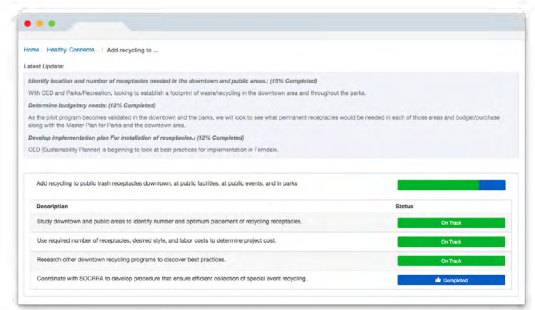 Home / Healthy, Connects / Add recycling to ...
Latest Update:
Identify location and number of receptacles needed in the downtown and public areas.: (15% Completed)
With CED and Parks/Recreation, looking to establish a footprint of waste/recycling in the downtown area and throughout the parks.
Determine budgetary needs: (10% Completed)
As the pilot program becomes validated in the downtown and the parks, we will look to see what permanent receptacles would be needed in each of those areas and budget/purchase
along with the Master Plan for Parks and the downtown area.
Develop implementation plan For installation of receptacles.: (12% Completed)
CED (Sustainability Planner) is beginning to look at best practices for implementation in Ferndale.
Add recycling to public trash receptacles downtown, at public facilities, at public events, and in parks
Description Status
Study downtown and public areas to identify number and optimum placement of recycling receptacles. On Track
Use required number of receptacles, desired style, and labor costs to determine project cost. On Track
Research other downtown recycling programs to discover best practices. On Track
Coordinate with SOCRRA to develop procedure that ensure efficient collection of special event recycling. Completed